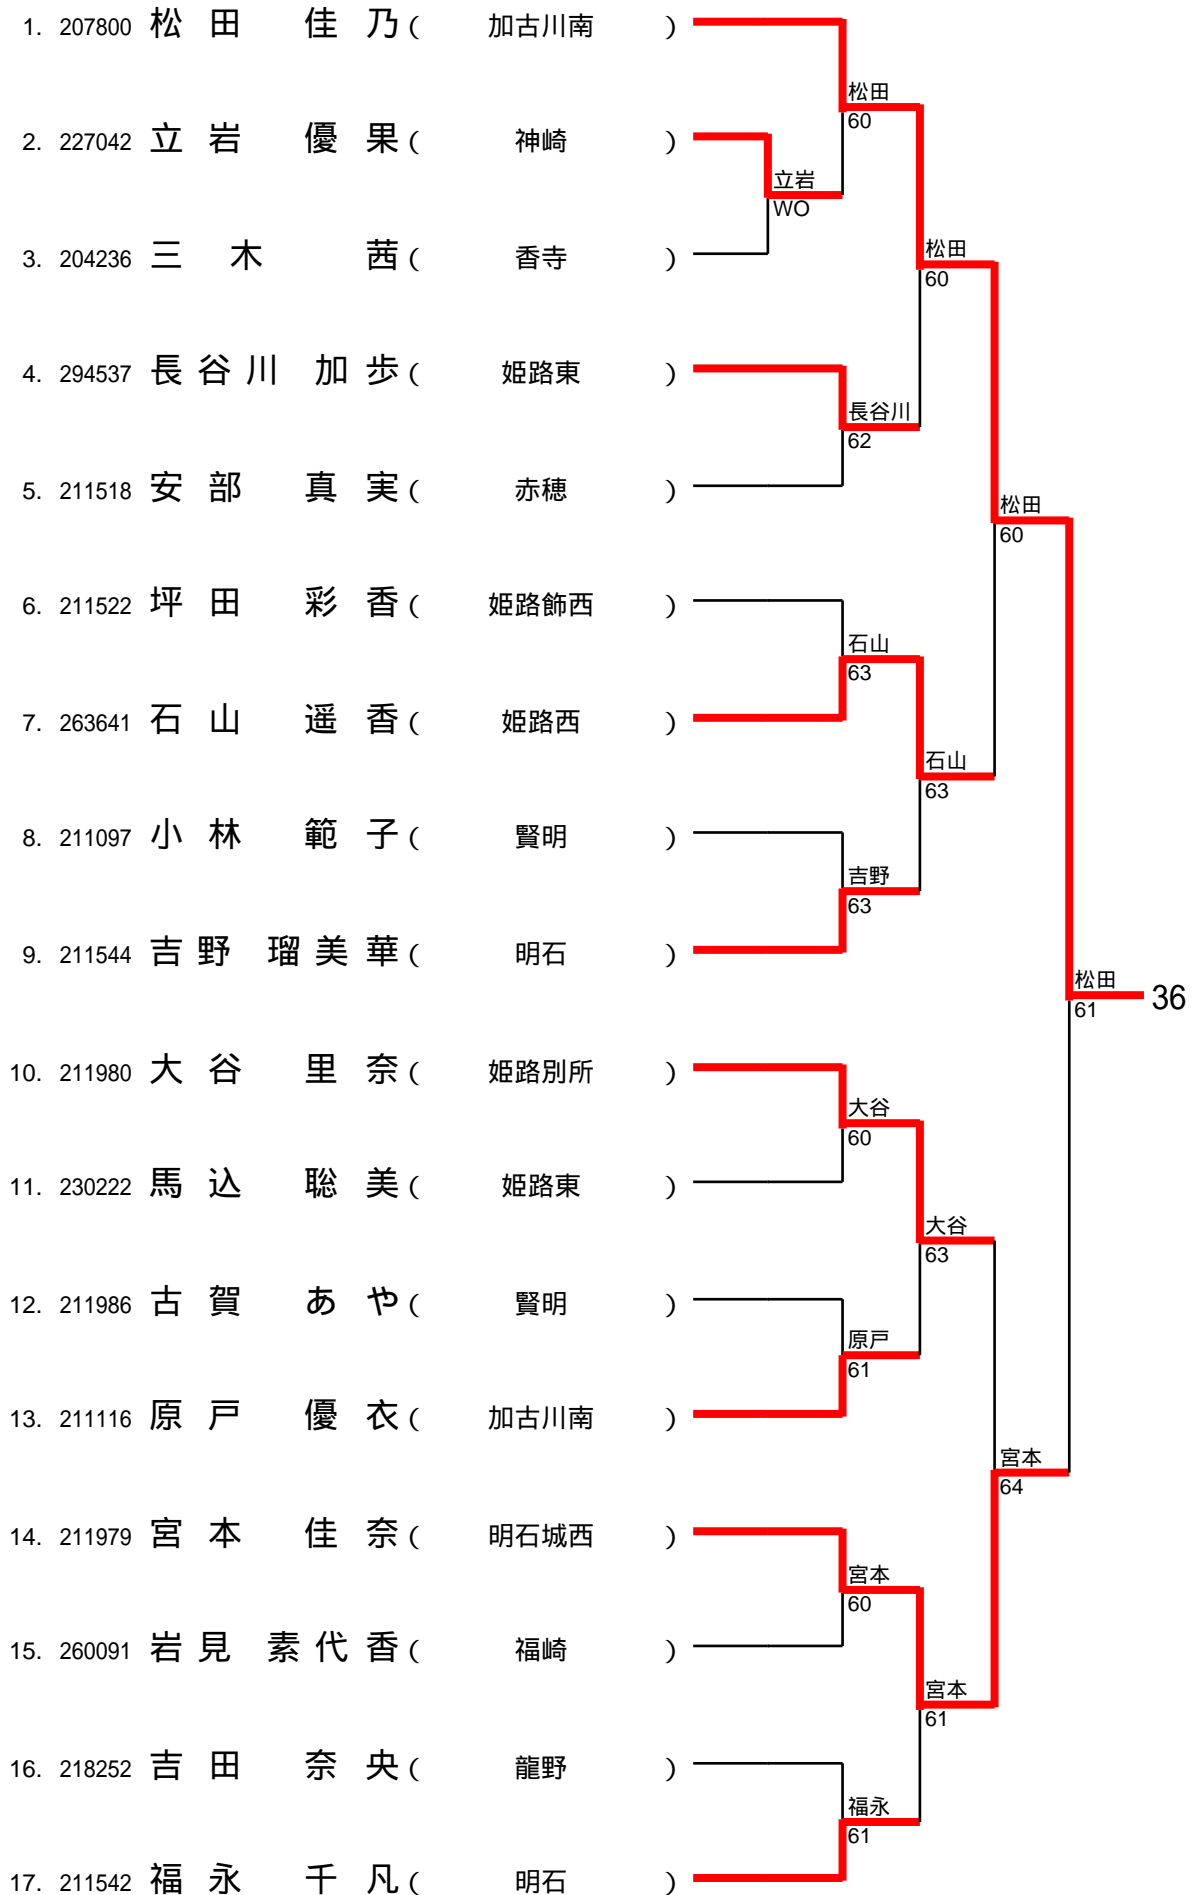 1. 207800 松田 佳乃 ( 加古川南 )
松田
60
2. 227042 立岩 優果 ( 神崎 )
立岩
WO
3. 204236 三木 茜 ( 香寺 )
松田
60
4. 294537 長谷川 加歩 ( 姫路東 )
長谷川
62
5. 211518 安部 真実 ( 赤穂 )
松田
60
6. 211522 坪田 彩香 ( 姫路飾西 )
石山
63
7. 263641 石山 遥香 ( 姫路西 )
石山
63
8. 211097 小林 範子 ( 賢明 )
吉野
63
9. 211544 吉野 瑠美華 ( 明石 )
松田
61
36
10. 211980 大谷 里奈 ( 姫路別所 )
大谷
60
11. 230222 馬込 聡美 ( 姫路東 )
大谷
63
12. 211986 古賀 あや ( 賢明 )
原戸
61
13. 211116 原戸 優衣 ( 加古川南 )
宮本
64
14. 211979 宮本 佳奈 ( 明石城西 )
宮本
60
15. 260091 岩見 素代香 ( 福崎 )
宮本
61
16. 218252 吉田 奈央 ( 龍野 )
福永
61
17. 211542 福永 千凡 ( 明石 )